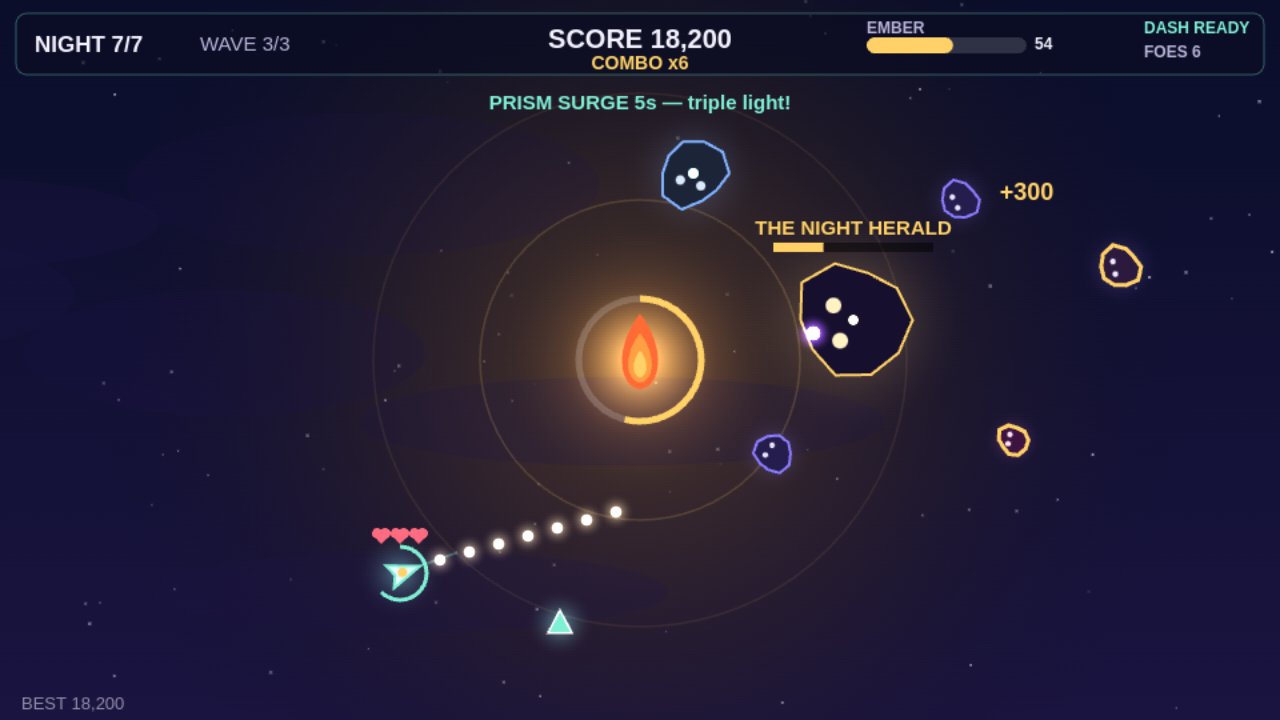 NIGHT 7/7
WAVE 3/3
SCORE 18,200
COMBO x6
EMBER
54
DASH READY
FOES 6
PRISM SURGE 5s — triple light!
+300
THE NIGHT HERALD
BEST 18,200